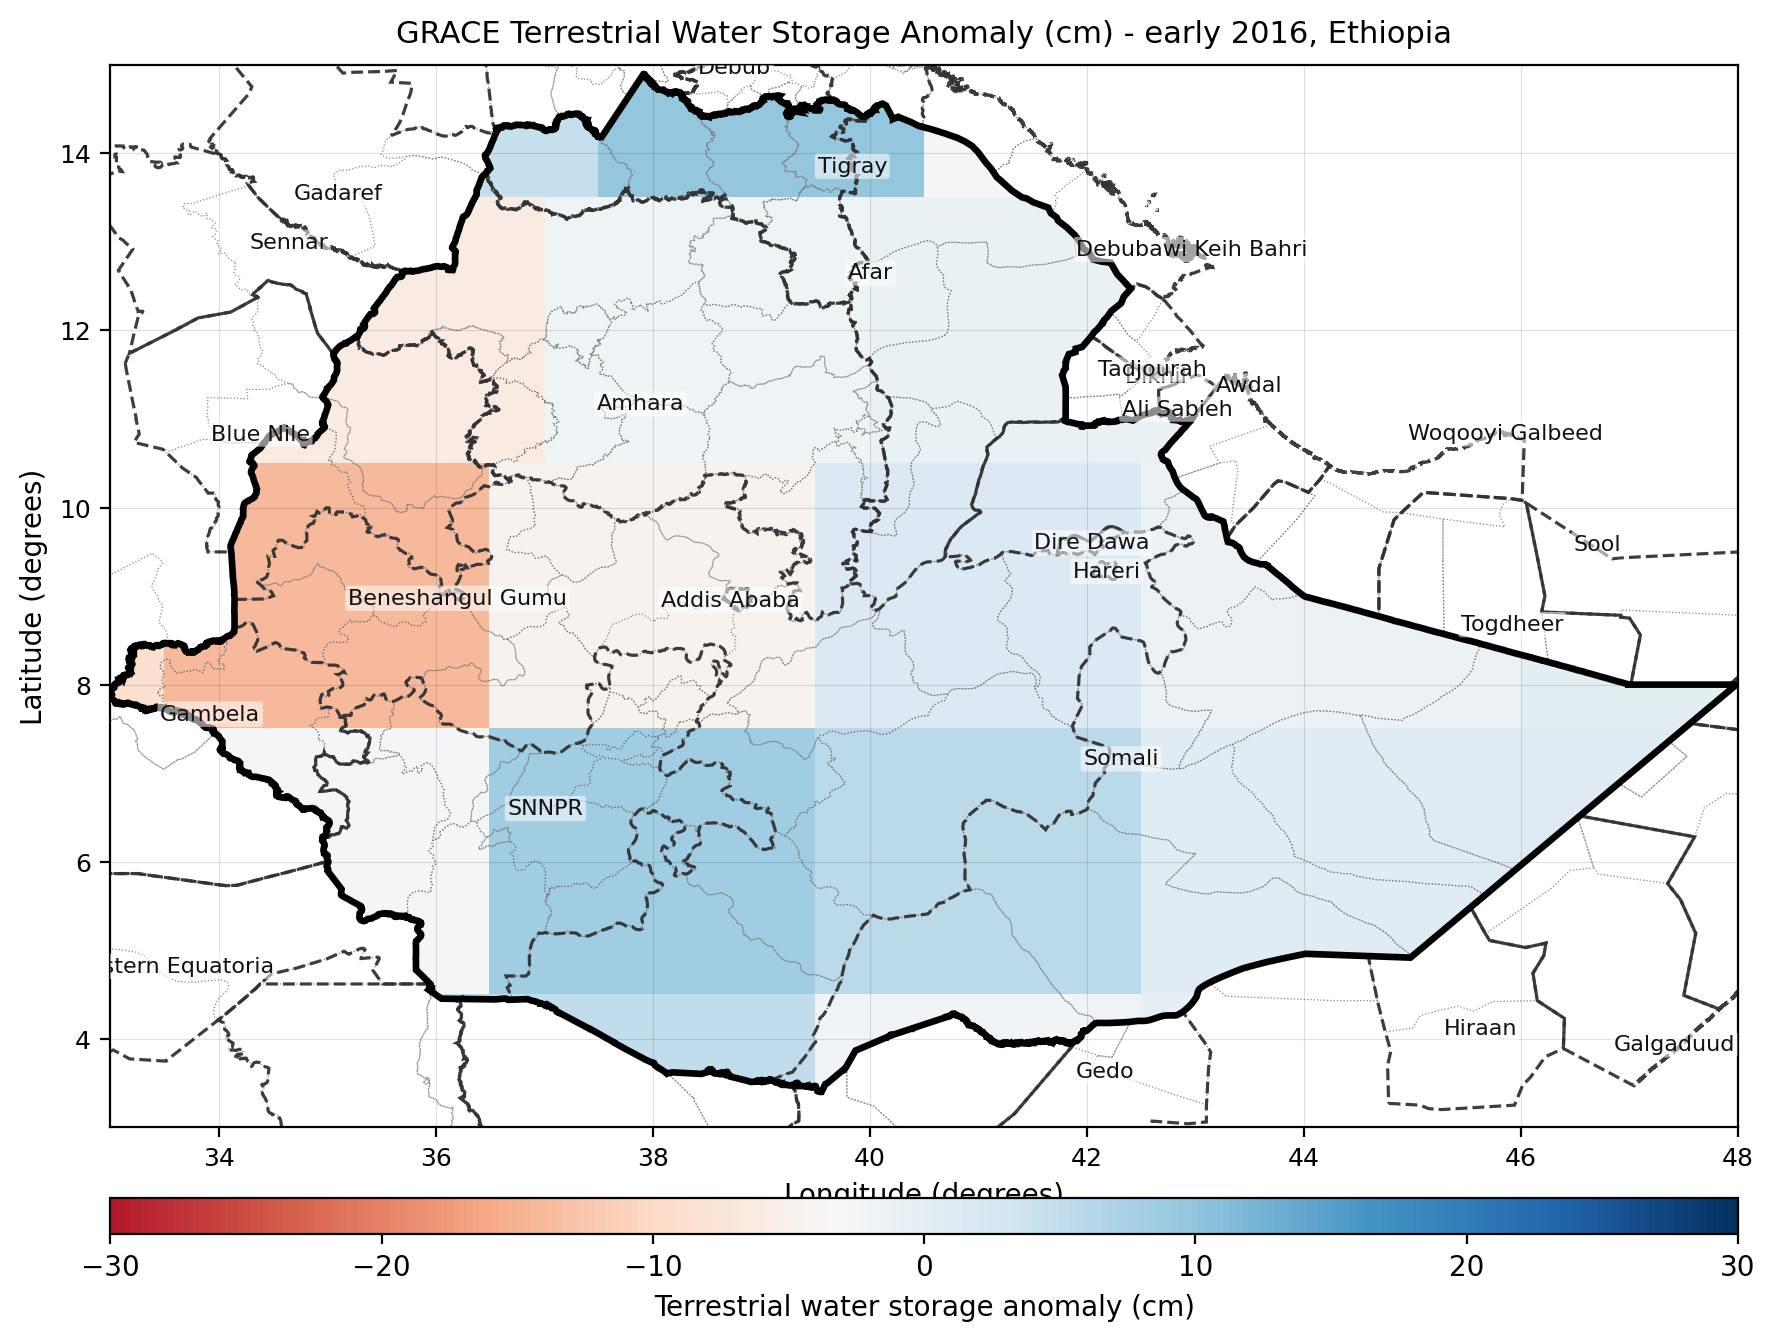 GRACE Terrestrial Water Storage Anomaly (cm) - early 2016, Ethiopia
Debub
14
Tigray
Gadaref
Sennar
Debubawi Keih Bahri
Afar
12
Tadjourah
Dikhil
Awdal
Amhara
Ali Sabieh
Blue Nile
Woqooyi Galbeed
10
Dire Dawa
Sool
Hareri
Beneshangul Gumu
Addis Ababa
Togdheer
8
Gambela
Somali
SNNPR
6
stern Equatoria
4
Hiraan
Galgaduud
Gedo
Latitude (degrees)
34 36 38 40 42 44 46 48
Longitude (degrees)
−30 −20 −10 0 10 20 30
Terrestrial water storage anomaly (cm)